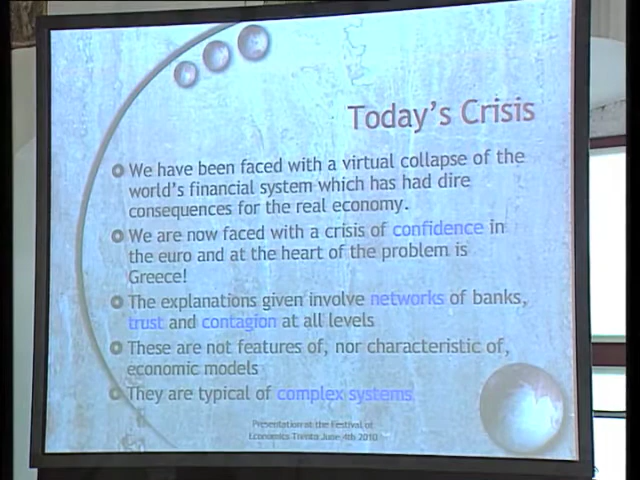 Today's Crisis
We have been faced with a virtual collapse of the
world's financial system which has had dire
consequences for the real economy.
We are now faced with a crisis of confidence in
the euro and at the heart of the problem is
Greece!
The explanations given involve networks of banks,
trust and contagion at all levels
These are not features of, nor characteristic of,
economic models
They are typical of complex systems
Presentation at the Festival of
Economics Trento June 4th 2010